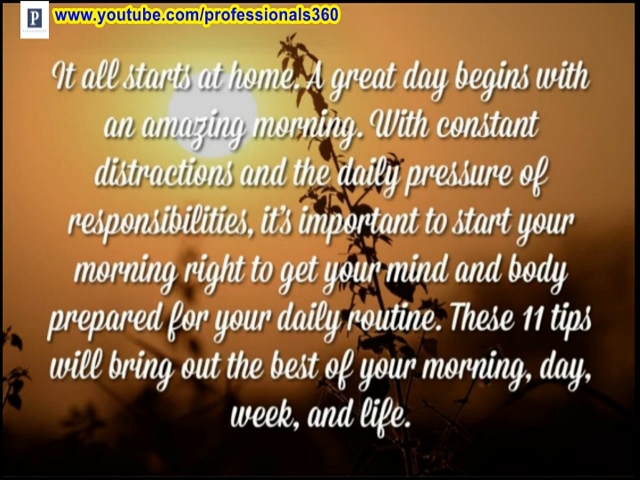 P
www.youtube.com/professionals360
It all starts at home. A great day begins with
an amazing morning. With constant
distractions and the daily pressure of
responsibilities, it's important to start your
morning right to get your mind and body
prepared for your daily routine. These 11 tips
will bring out the best of your morning, day,
week, and life.